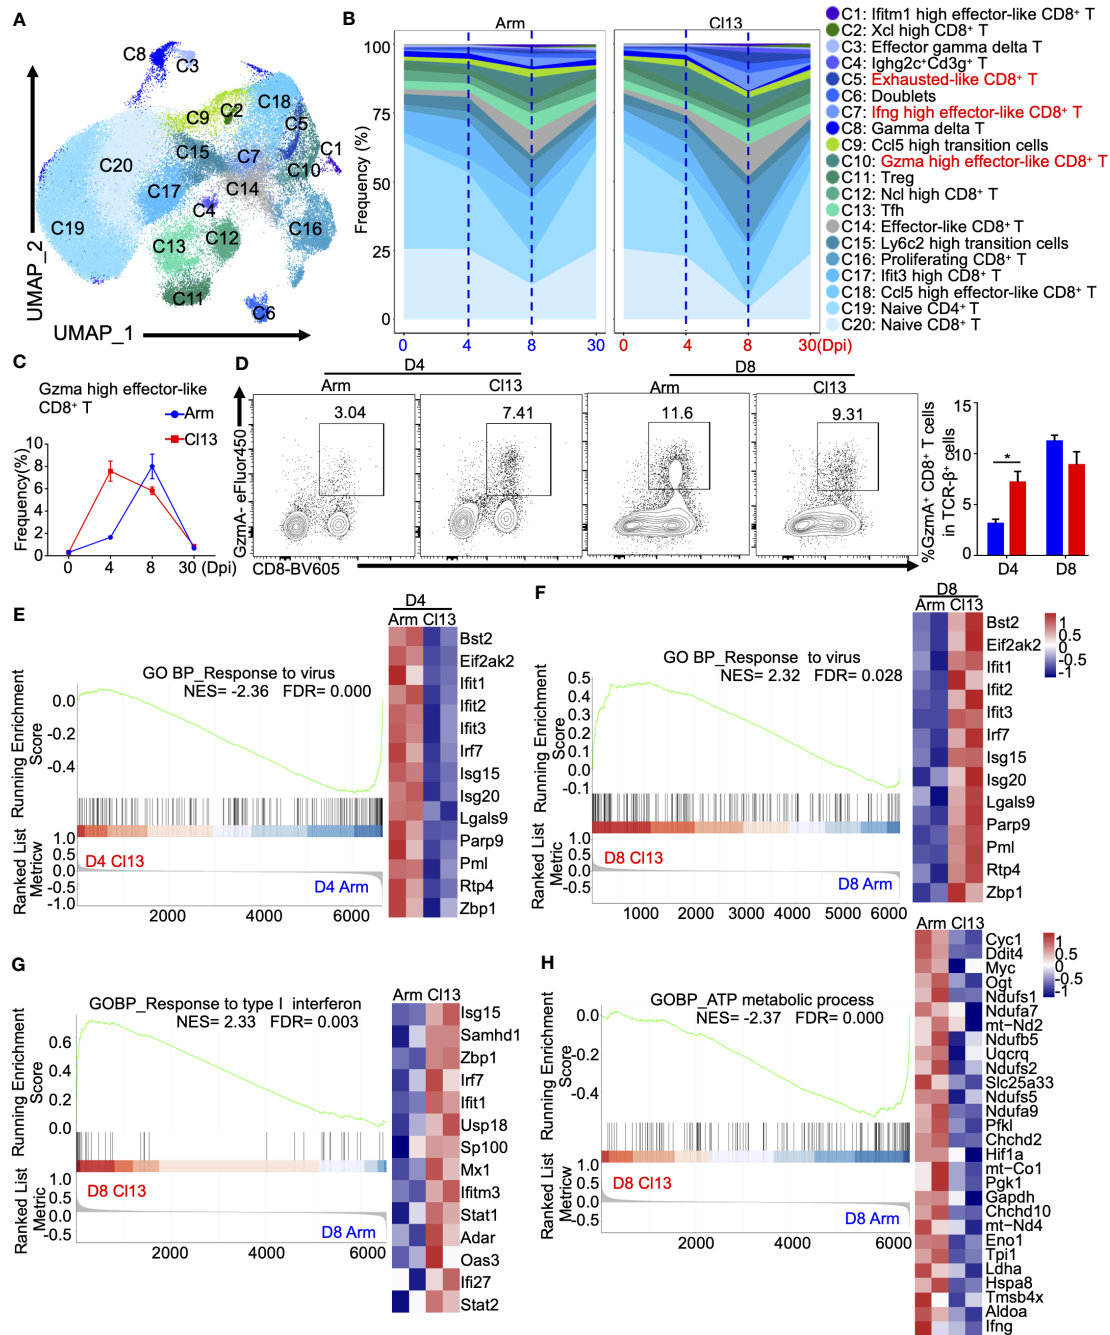 A
C8
C3
C18
C2
C9
C5
C1
C15
C7
C10
C20
C17
C14
C4
C16
C19
C13
C12
C11
C6
UMAP_2
UMAP_1
B
Arm
Cl13
Frequency (%)
100
75
50
25
0
0 4 8 30
0 4 8 30(Dpi)
C1: Ifitm1 high effector-like CD8⁺ T
C2: Xcl high CD8⁺ T
C3: Effector gamma delta T
C4: Ighg2c⁺Cd3g⁺ T
C5: Exhausted-like CD8⁺ T
C6: Doublets
C7: Ifng high effector-like CD8⁺ T
C8: Gamma delta T
C9: Ccl5 high transition cells
C10: Gzma high effector-like CD8⁺ T
C11: Treg
C12: Ncl high CD8⁺ T
C13: Tfh
C14: Effector-like CD8⁺ T
C15: Ly6c2 high transition cells
C16: Proliferating CD8⁺ T
C17: Ifit3 high CD8⁺ T
C18: Ccl5 high effector-like CD8⁺ T
C19: Naive CD4⁺ T
C20: Naive CD8⁺ T
C
Gzma high effector-like
CD8⁺ T
Arm
Cl13
Frequency(%)
10
8
6
4
2
0
0 4 8 30 (Dpi)
D
D4
D8
Arm
Cl13
Arm
Cl13
3.04
7.41
11.6
9.31
GzmA- eFluor450
CD8-BV605
%GzmA⁺ CD8⁺ T cells
in TCR-β⁺ cells
15
10
5
0
*
D4 D8
E
GO BP_Response to virus
NES= -2.36 FDR= 0.000
Running Enrichment
Score
0.0
-0.2
-0.4
Ranked List
Metricw
1.0
0.5
0.0
-0.5
-1.0
D4 Cl13
D4 Arm
2000 4000 6000
D4
Arm Cl13
Bst2
Eif2ak2
Ifit1
Ifit2
Ifit3
Irf7
Isg15
Isg20
Lgals9
Parp9
Pml
Rtp4
Zbp1
F
GO BP_Response to virus
NES= 2.32 FDR= 0.028
Running Enrichment
Score
0.5
0.4
0.3
0.2
0.1
0.0
-0.1
Ranked List
Metric
1.0
0.5
0.0
-0.5
D8 Cl13
D8 Arm
1000 2000 3000 4000 5000 6000
D8
Arm Cl13
Bst2
Eif2ak2
Ifit1
Ifit2
Ifit3
Irf7
Isg15
Isg20
Lgals9
Parp9
Pml
Rtp4
Zbp1
1
0.5
0
-0.5
-1
G
GOBP_Response to type I interferon
NES= 2.33 FDR= 0.003
Running Enrichment
Score
0.6
0.4
0.2
0.0
Ranked List
Metricw
1.0
0.5
0.0
-0.5
D8 Cl13
D8 Arm
2000 4000 6000
Arm Cl13
Isg15
Samhd1
Zbp1
Irf7
Ifit1
Usp18
Sp100
Mx1
Ifitm3
Stat1
Adar
Oas3
Ifi27
Stat2
H
GOBP_ATP metabolic process
NES= -2.37 FDR= 0.000
Running Enrichment
Score
0.0
-0.2
-0.4
Ranked List
Metricw
1.0
0.5
0.0
-0.5
D8 Cl13
D8 Arm
2000 4000 6000
Arm Cl13
Cyc1
Ddit4
Myc
Ogt
Ndufs1
Ndufa7
mt−Nd2
Ndufb5
Uqcrq
Ndufs2
Slc25a33
Ndufs5
Ndufa9
Pfkl
Chchd2
Hif1a
mt−Co1
Pgk1
Gapdh
Chchd10
mt−Nd4
Eno1
Tpi1
Ldha
Hspa8
Tmsb4x
Aldoa
Ifng
1
0.5
0
-0.5
-1